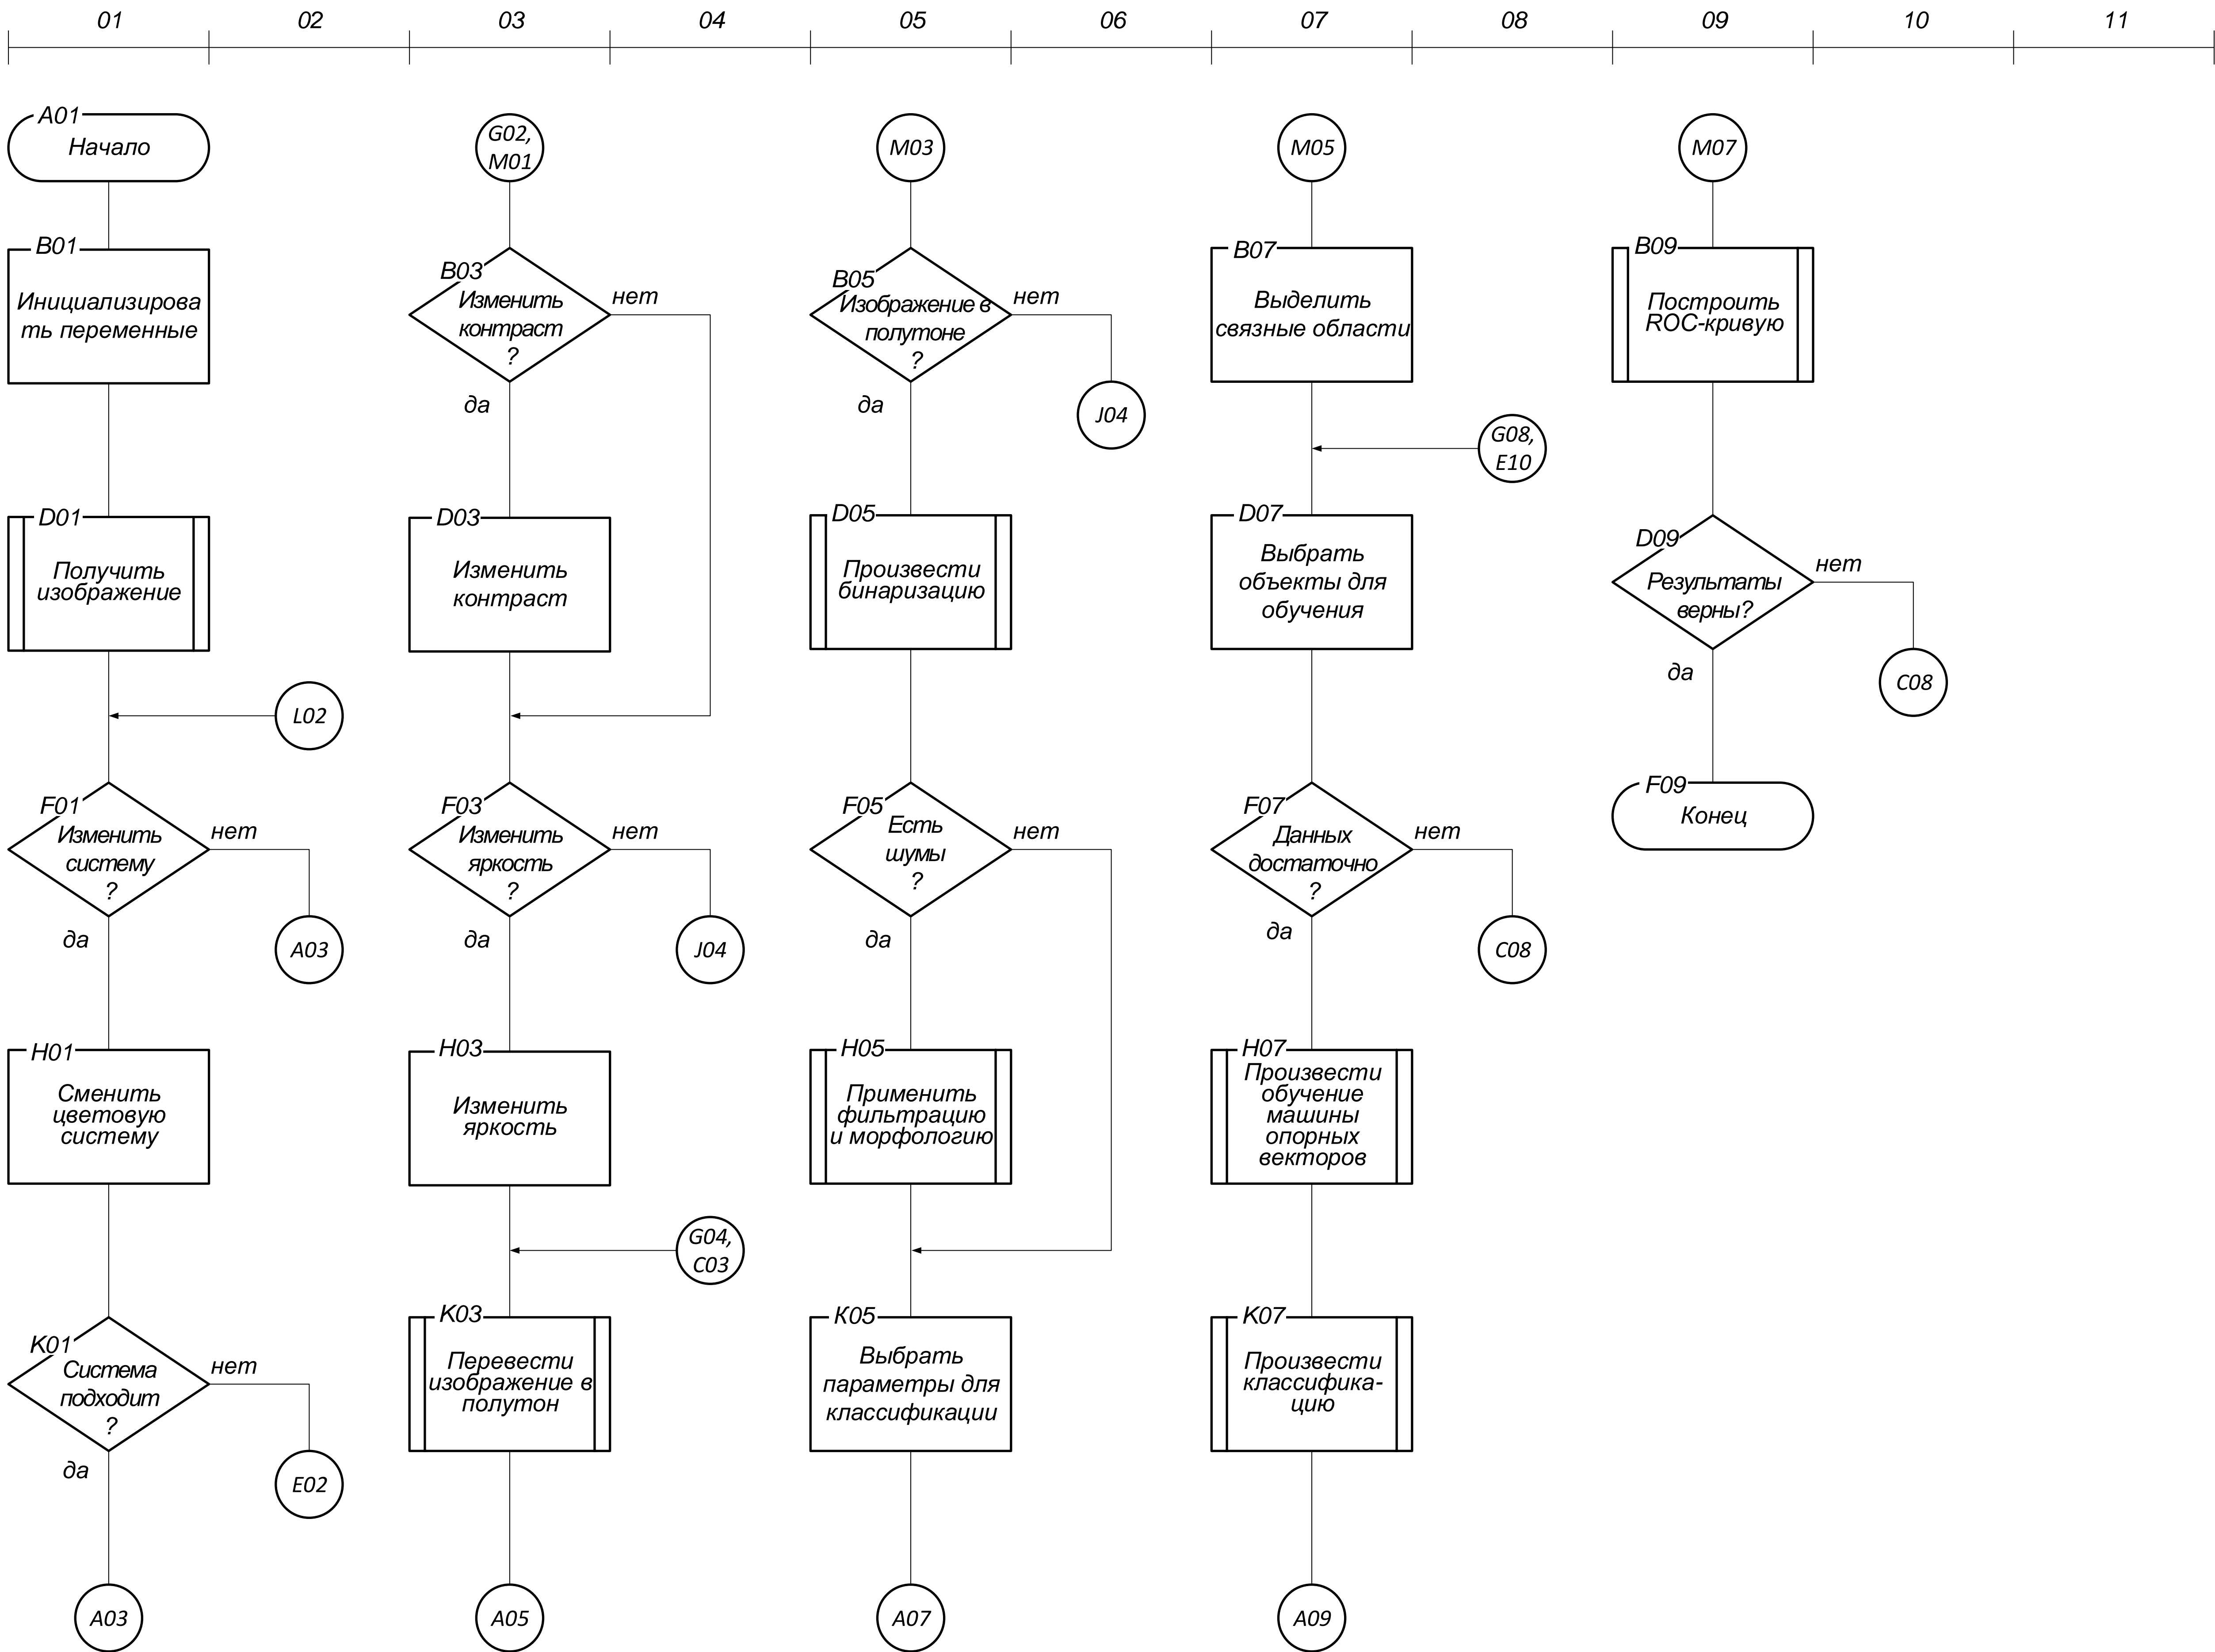 01
02
03
04
05
06
07
08
09
10
11
A01
Начало
B01
Инициализирова
ть переменные
D01
Получить
изображение
L02
F01
Изменить
систему
?
нет
да
A03
H01
Сменить
цветовую
систему
K01
Система
подходит
?
нет
да
E02
A03
G02,
M01
B03
Изменить
контраст
?
нет
да
D03
Изменить
контраст
F03
Изменить
яркость
?
нет
да
J04
H03
Изменить
яркость
G04,
C03
K03
Перевести
изображение в
полутон
A05
M03
B05
Изображение в
полутоне
?
нет
да
J04
D05
Произвести
бинаризацию
F05
Есть
шумы
?
нет
да
H05
Применить
фильтрацию
и морфологию
K05
Выбрать
параметры для
классификации
A07
M05
B07
Выделить
связные области
G08,
E10
D07
Выбрать
объекты для
обучения
F07
Данных
достаточно
?
нет
да
C08
H07
Произвести
обучение
машины
опорных
векторов
K07
Произвести
классифика-
цию
A09
M07
B09
Построить
ROC-кривую
D09
Результаты
верны?
нет
да
C08
F09
Конец